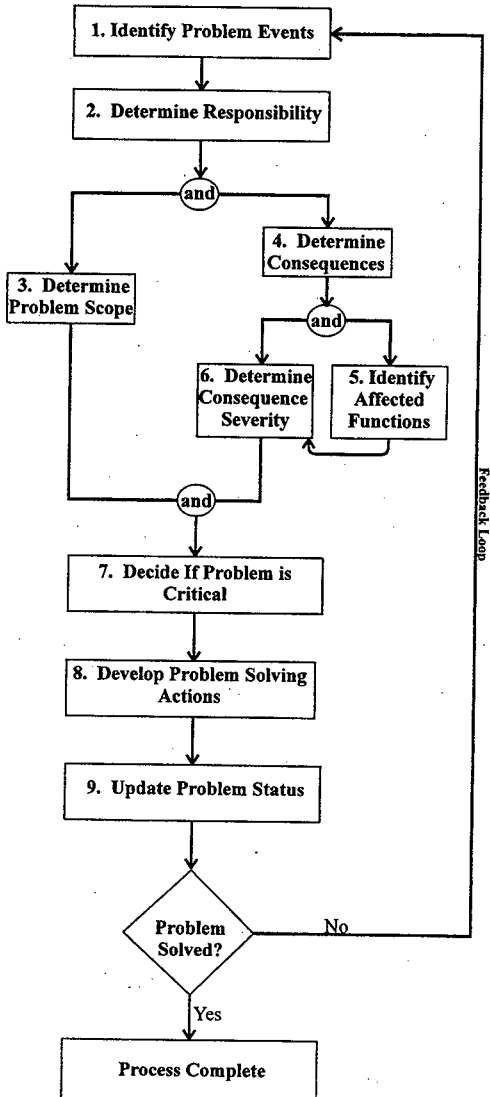 1. Identify Problem Events
2. Determine Responsibility
and
4. Determine
Consequences
3. Determine
Problem Scope
and
6. Determine
Consequence
Severity
5. Identify
Affected
Functions
Feedback Loop
and
7. Decide If Problem is
Critical
8. Develop Problem Solving
Actions
9. Update Problem Status
Problem
Solved?
No
Yes
Process Complete